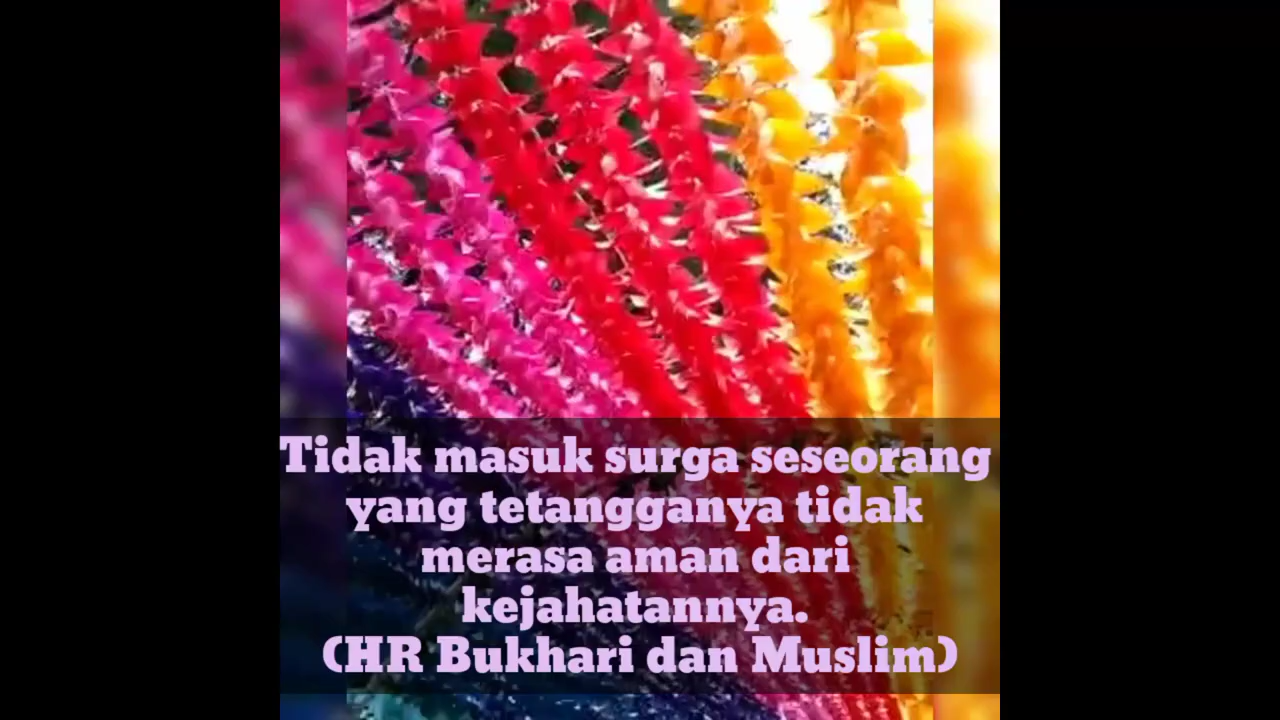 Tidak masuk surga seseorang
yang tetangganya tidak
merasa aman dari
kejahatannya.
(HR Bukhari dan Muslim)